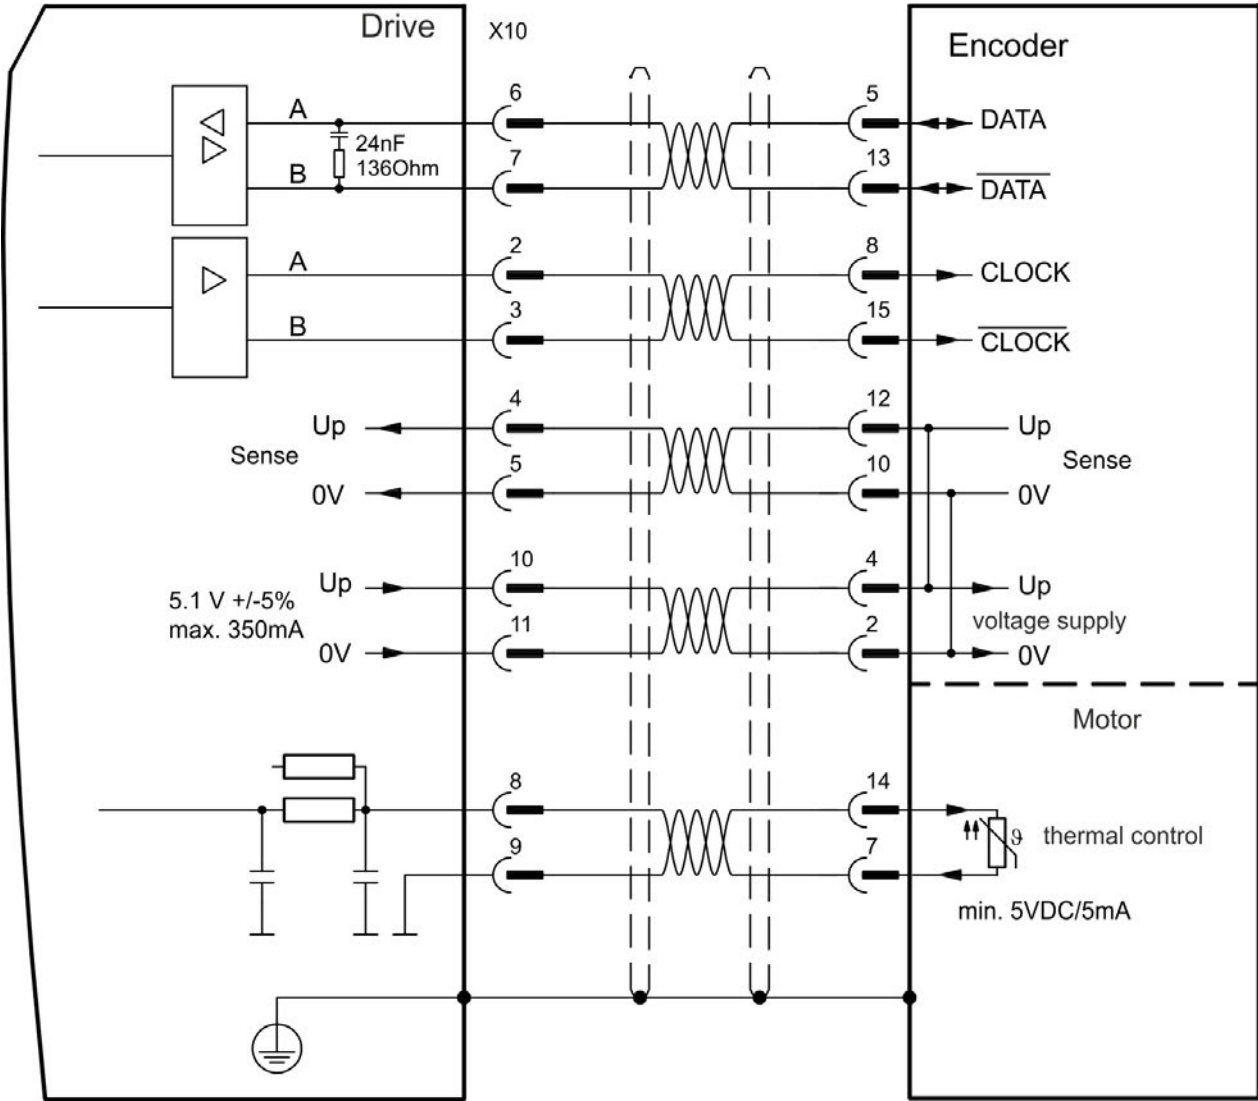 Drive
X10
Encoder
6
5
A
DATA
24nF
136Ohm
7
13
B
DATA
2
8
A
CLOCK
3
15
B
CLOCK
4
12
Up
Up
Sense
Sense
5
10
0V
0V
10
4
Up
Up
5.1 V +/-5%
max. 350mA
voltage supply
11
2
0V
0V
Motor
8
14
ϑ
thermal control
9
7
min. 5VDC/5mA